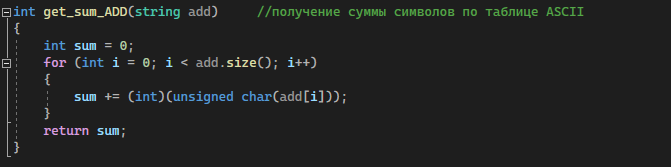 int get_sum_ADD(string add) //получение суммы символов по таблице ASCII
{
int sum = 0;
for (int i = 0; i < add.size(); i++)
{
sum += (int)(unsigned char(add[i]));
}
return sum;
}